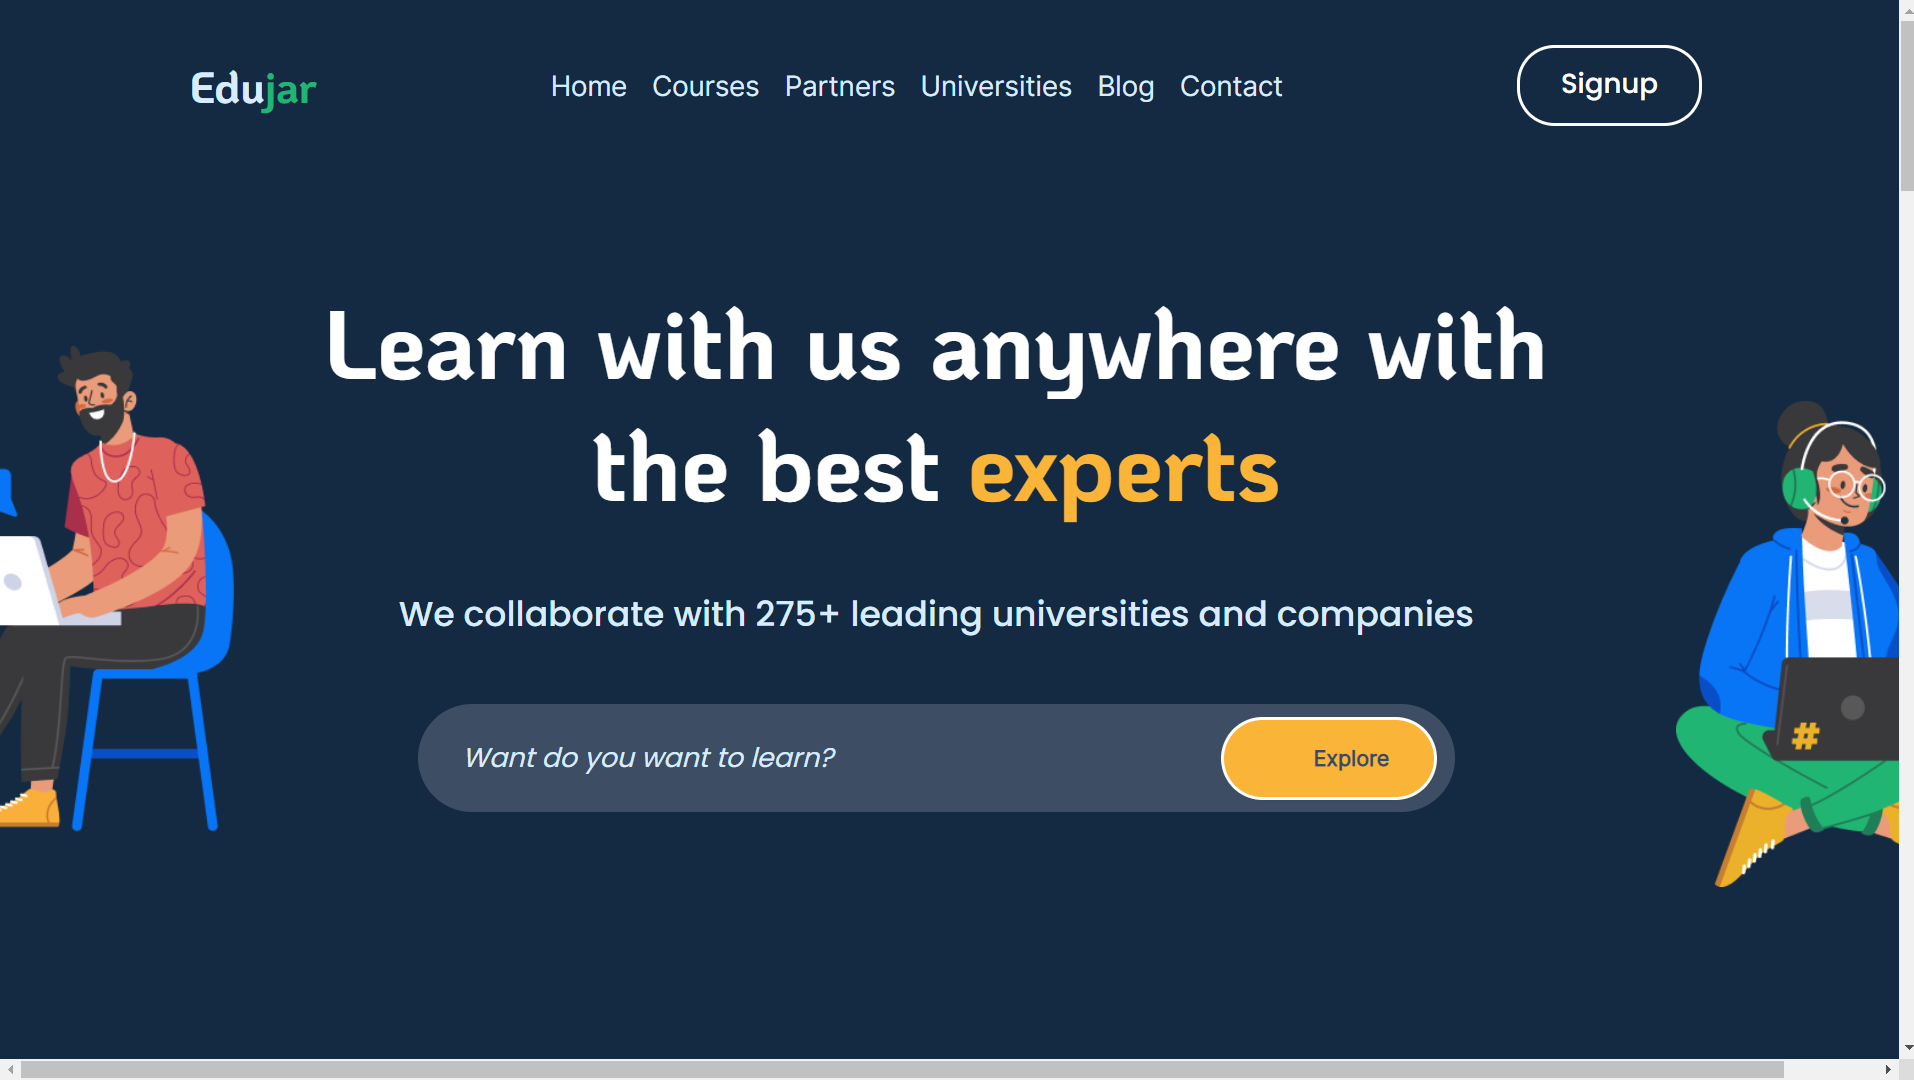 Edujar
Home Courses Partners Universities Blog Contact
Signup
Learn with us anywhere with
the best experts
We collaborate with 275+ leading universities and companies
Want do you want to learn?
Explore
#